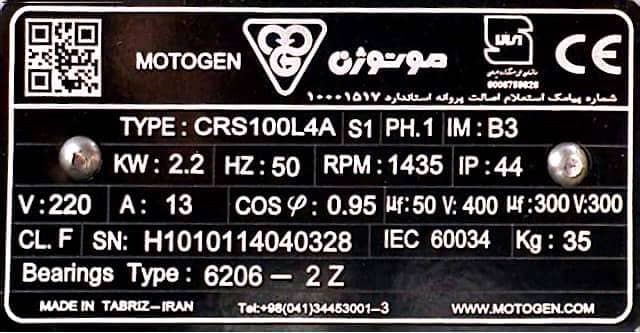 MOTOGEN موتوژن CE
9000789629
شماره پیامک استعلام اصالت پروانه استاندارد ۱۰۰۰۱۵۱۷
TYPE : CRS100L4A S1 PH.1 IM : B3
KW : 2.2 HZ : 50 RPM : 1435 IP : 44
V : 220 A : 13 COS φ : 0.95 µf : 50 V : 400 µf : 300 V : 300
CL. F SN: H1010114040328 IEC 60034 Kg : 35
Bearings Type : 6206 – 2 Z
MADE IN TABRIZ-IRAN Tel:+98(041)34453001–3 WWW.MOTOGEN.COM